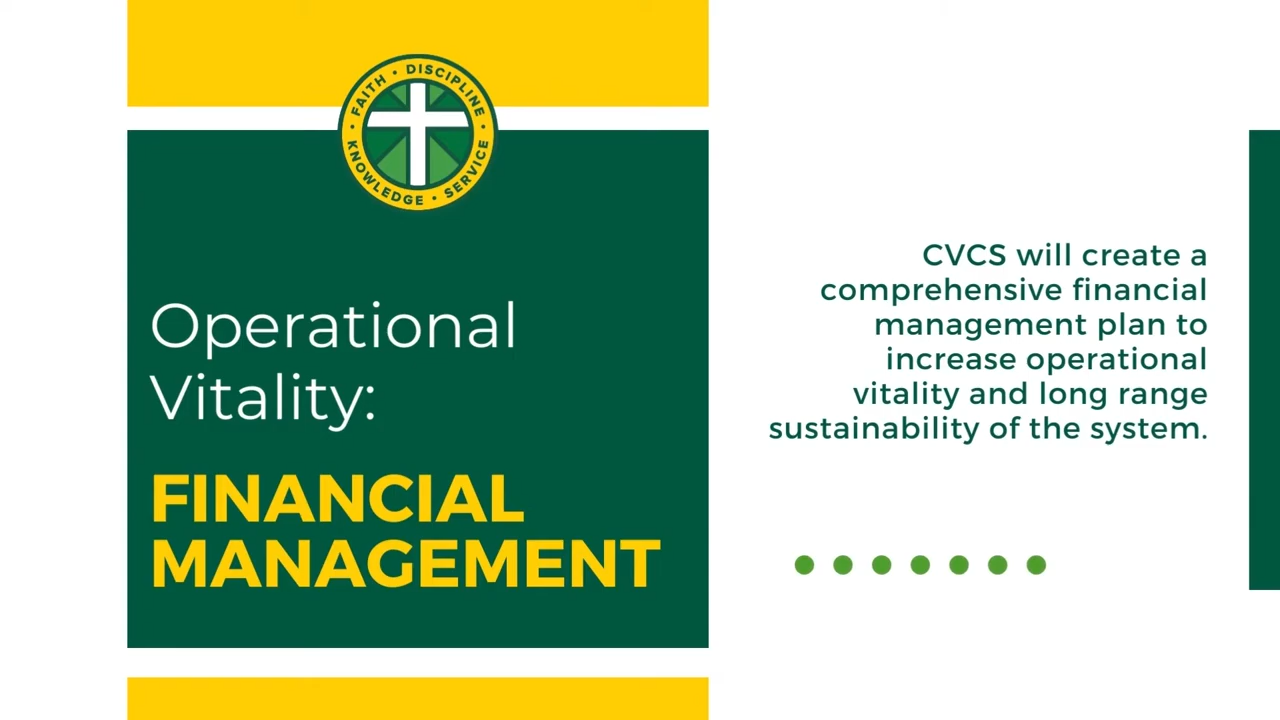 FAITH • DISCIPLINE • SERVICE • KNOWLEDGE •
Operational
Vitality:
FINANCIAL
MANAGEMENT
CVCS will create a
comprehensive financial
management plan to
increase operational
vitality and long range
sustainability of the system.